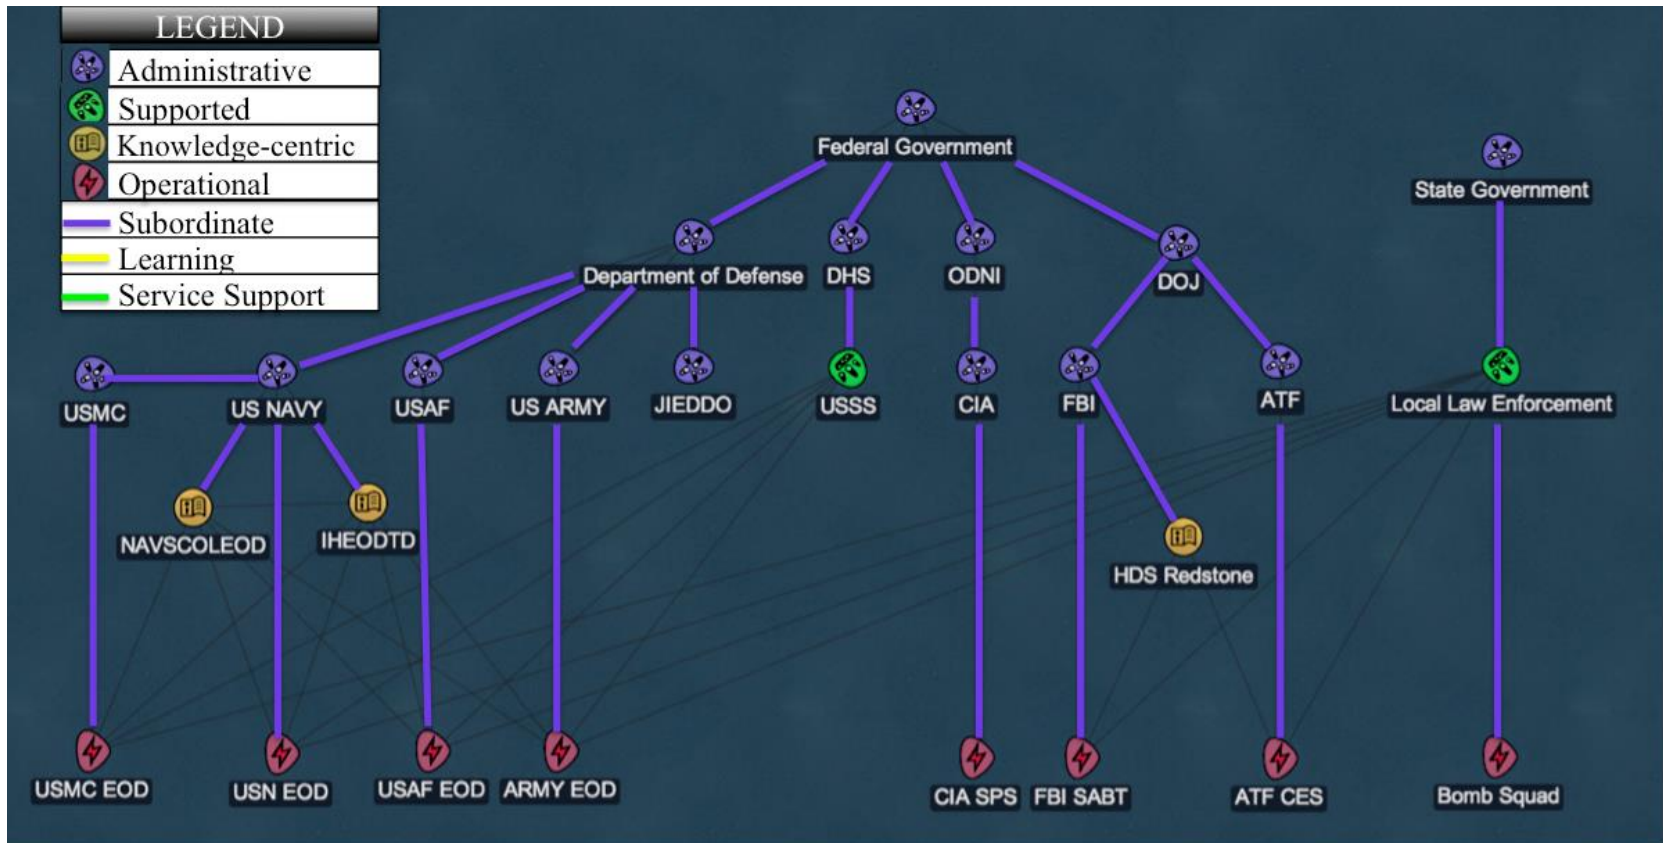 LEGEND
Administrative
Supported
Knowledge-centric
Operational
Subordinate
Learning
Service Support
Federal Government
State Government
Department of Defense
DHS
ODNI
DOJ
USMC
US NAVY
USAF
US ARMY
JIEDDO
USSS
CIA
FBI
ATF
Local Law Enforcement
NAVSCOLEOD
IHEODTD
HDS Redstone
USMC EOD
USN EOD
USAF EOD
ARMY EOD
CIA SPS
FBI SABT
ATF CES
Bomb Squad